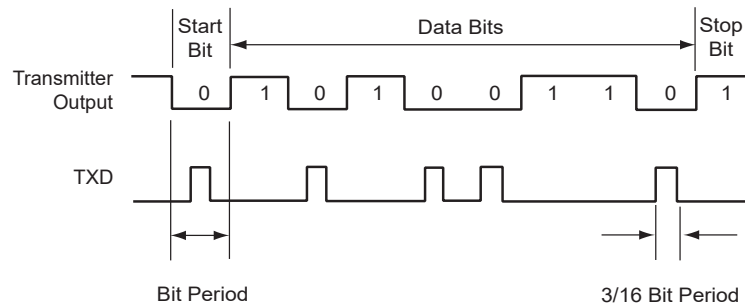 Start
Bit
Data Bits
Stop
Bit
Transmitter
Output
0 1 0 1 0 0 1 1 0 1
TXD
Bit Period
3/16 Bit Period